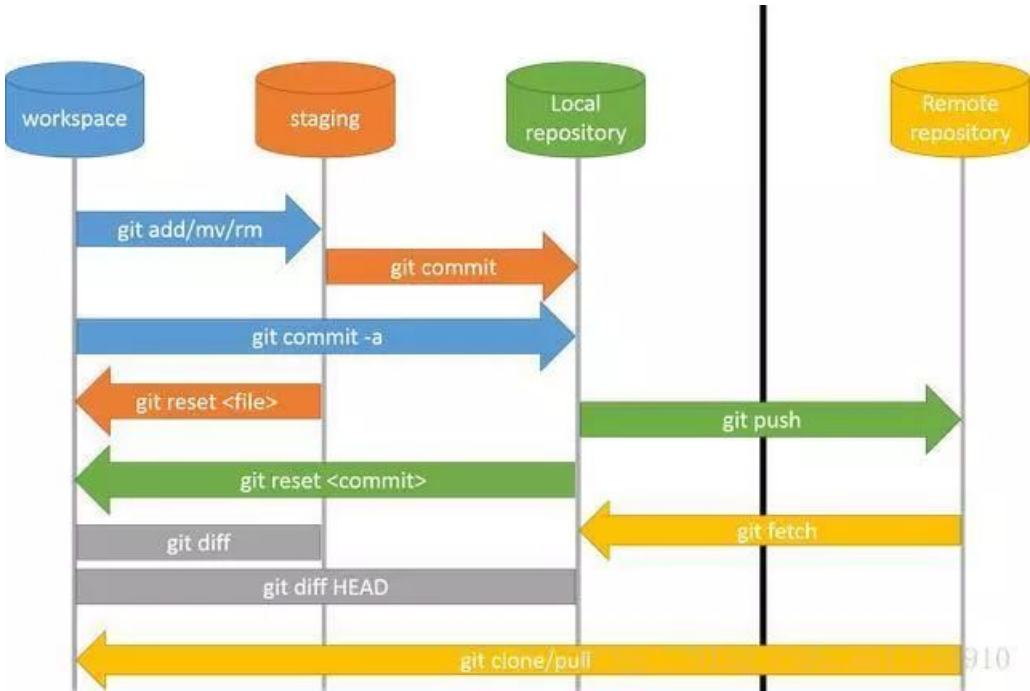 workspace
staging
Local
repository
Remote
repository
git add/mv/rm
git commit
git commit -a
git reset <file>
git push
git reset <commit>
git fetch
git diff
git diff HEAD
git clone/pull
910